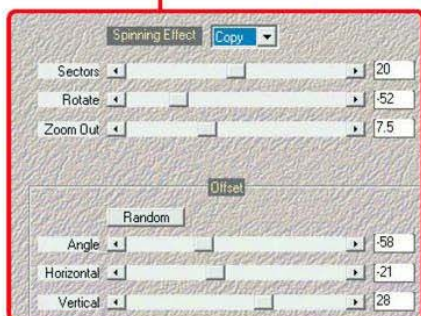 Spinning Effect Copy
Sectors 20
Rotate -52
Zoom Out 7.5
Offset
Random
Angle -58
Horizontal -21
Vertical 28